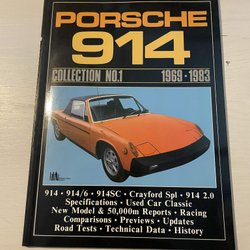 PORSCHE
914
COLLECTION NO.1 1969-1983
914 • 914/6 • 914SC • Crayford Spl • 914 2.0
Specifications • Used Car Classic
New Model & 50,000m Reports • Racing
Comparisons • Previews • Updates
Road Tests • Technical Data • History